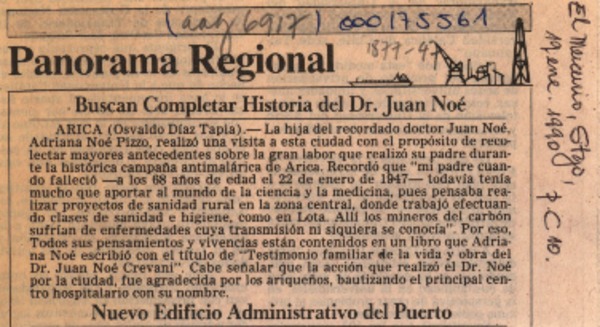 (aag 6917) 000175561
1877-47
Panorama Regional
Buscan Completar Historia del Dr. Juan Noé
ARICA (Osvaldo Díaz Tapia).— La hija del recordado doctor Juan Noé,
Adriana Noé Pizzo, realizó una visita a esta ciudad con el propósito de reco-
lectar mayores antecedentes sobre la gran labor que realizó su padre duran-
te la histórica campaña antimalárica de Arica. Recordó que "mi padre cuan-
do falleció —a los 68 años de edad el 22 de enero de 1947— todavía tenía
mucho que aportar al mundo de la ciencia y la medicina, pues pensaba rea-
lizar proyectos de sanidad rural en la zona central, donde trabajó efectuan-
do clases de sanidad e higiene, como en Lota. Allí los mineros del carbón
sufrían de enfermedades cuya transmisión ni siquiera se conocía". Por eso,
Todos sus pensamientos y vivencias están contenidos en un libro que Adria-
na Noé escribió con el título de "Testimonio familiar de la vida y obra del
Dr. Juan Noé Crevani". Cabe señalar que la acción que realizó el Dr. Noé
por la ciudad, fue agradecida por los ariqueños, bautizando el principal cen-
tro hospitalario con su nombre.
Nuevo Edificio Administrativo del Puerto
El Mercurio, Stgo,
19 ene. 1990 p. C 10.